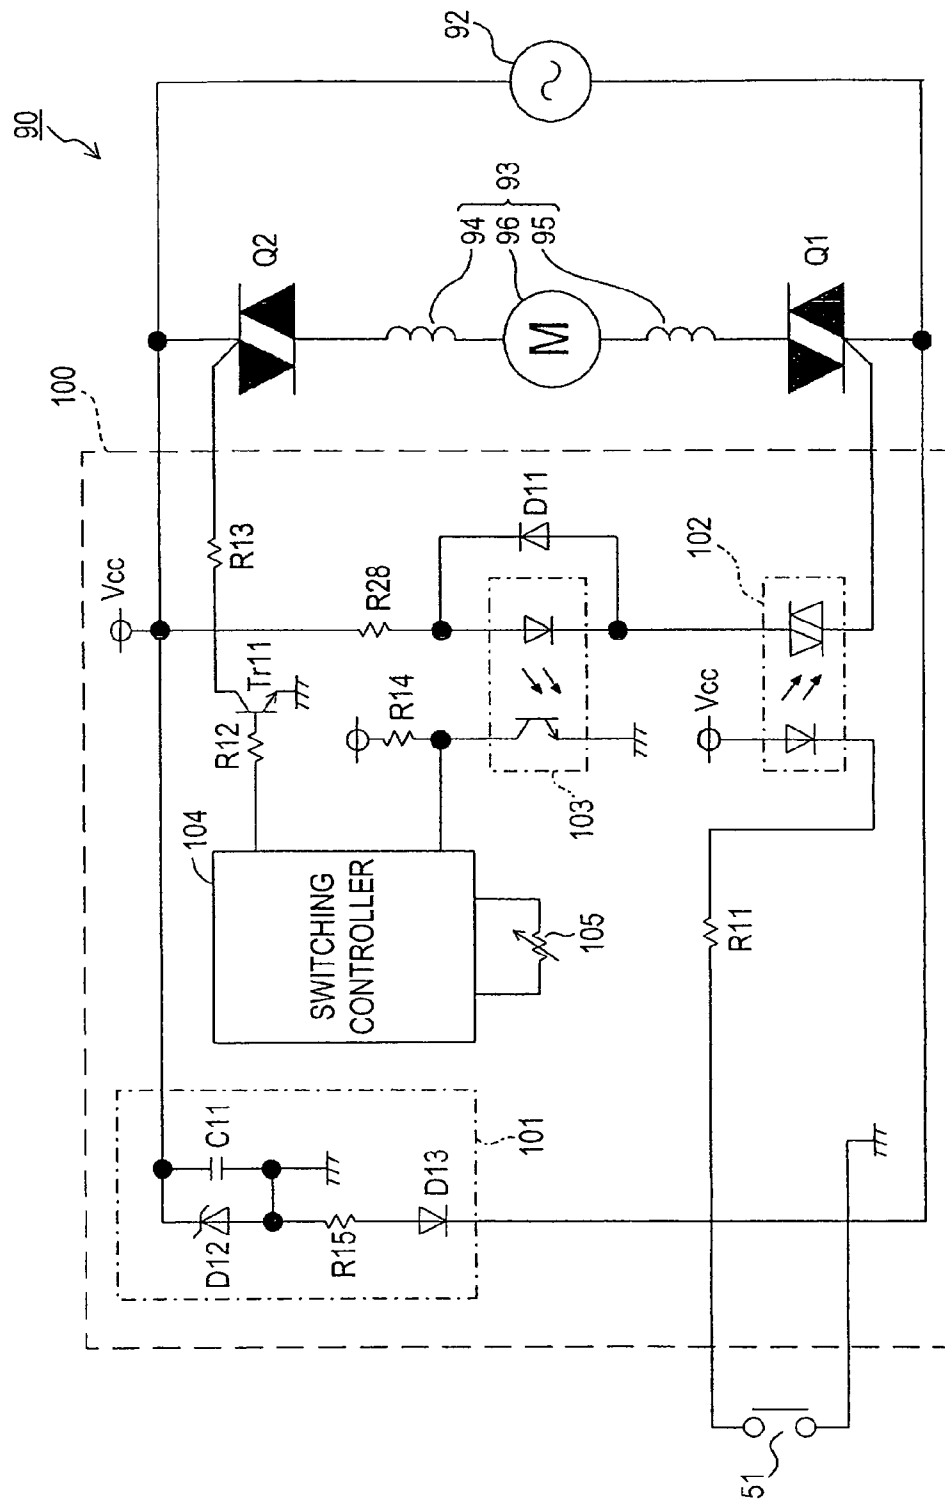 90
92
100
Q2
94
96
95
93
M
Q1
Vcc
R13
R28
D11
102
Tr11
R12
R14
103
Vcc
104
SWITCHING
CONTROLLER
105
R11
C11
D12
R15
D13
101
51